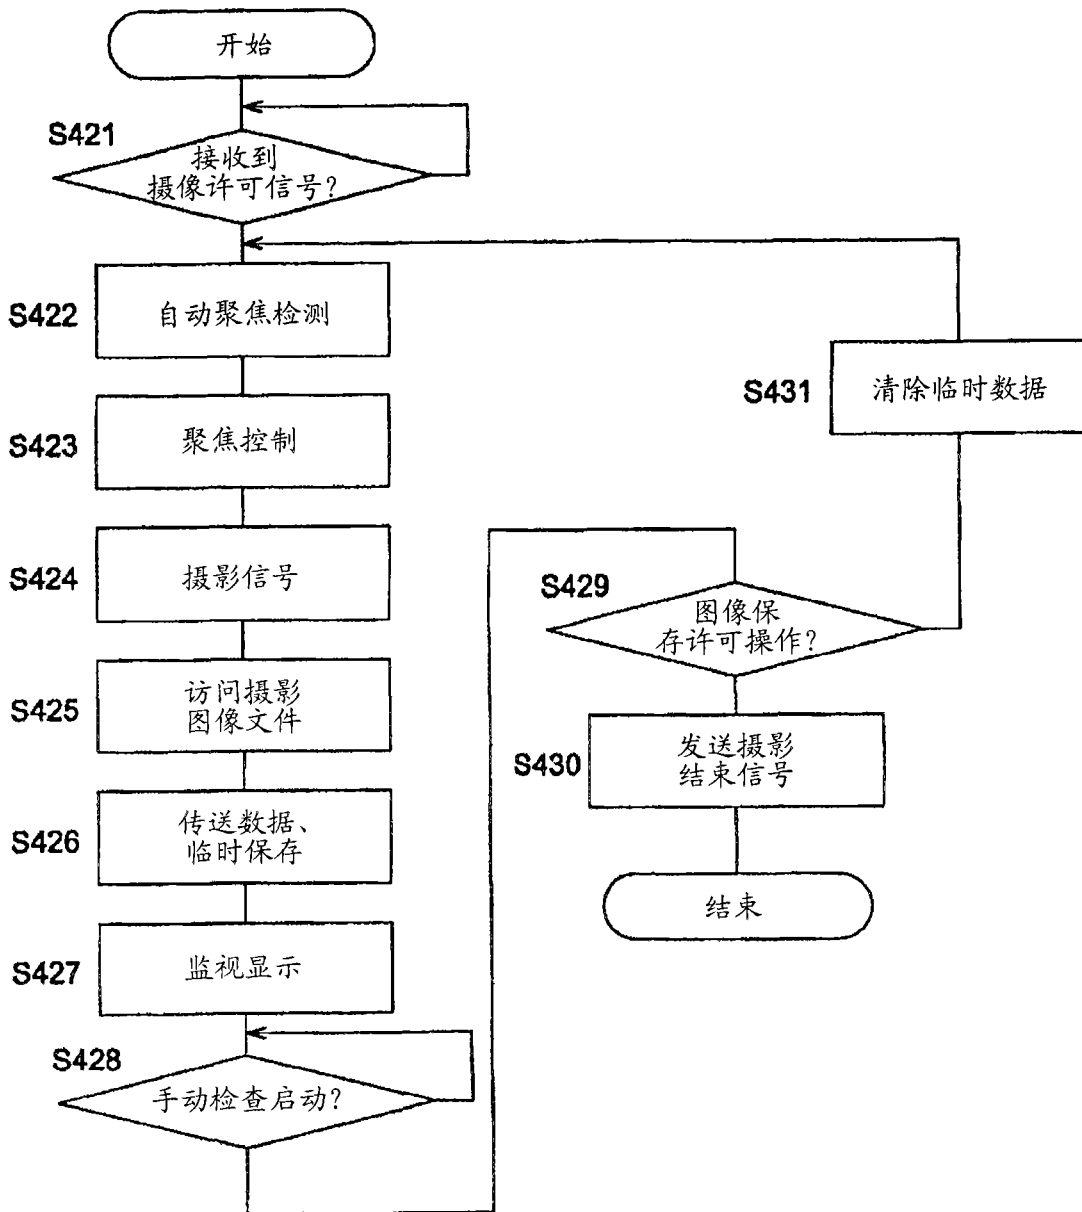 开始
S421
接收到
摄像许可信号?
S422
自动聚焦检测
S423
聚焦控制
S424
摄影信号
S425
访问摄影
图像文件
S426
传送数据、
临时保存
S427
监视显示
S428
手动检查启动?
S429
图像保
存许可操作?
S430
发送摄影
结束信号
结束
S431
清除临时数据